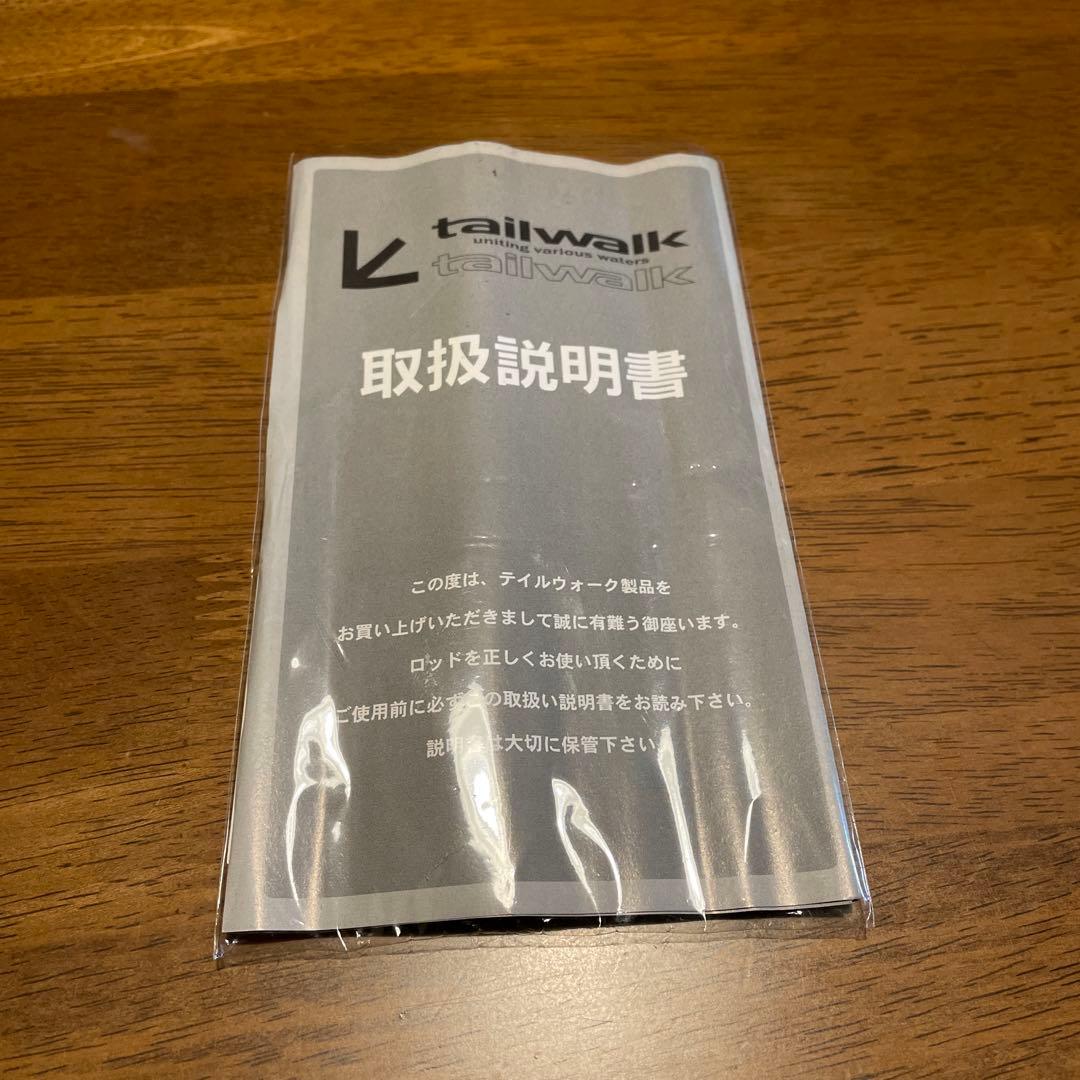 tailwalk
uniting various waters
tailwalk
取扱説明書
この度は、テイルウォーク製品を
お買い上げいただきまして誠に有難う御座います。
ロッドを正しくお使い頂くために
ご使用前に必ずこの取扱い説明書をお読み下さい。
説明書は大切に保管下さい。